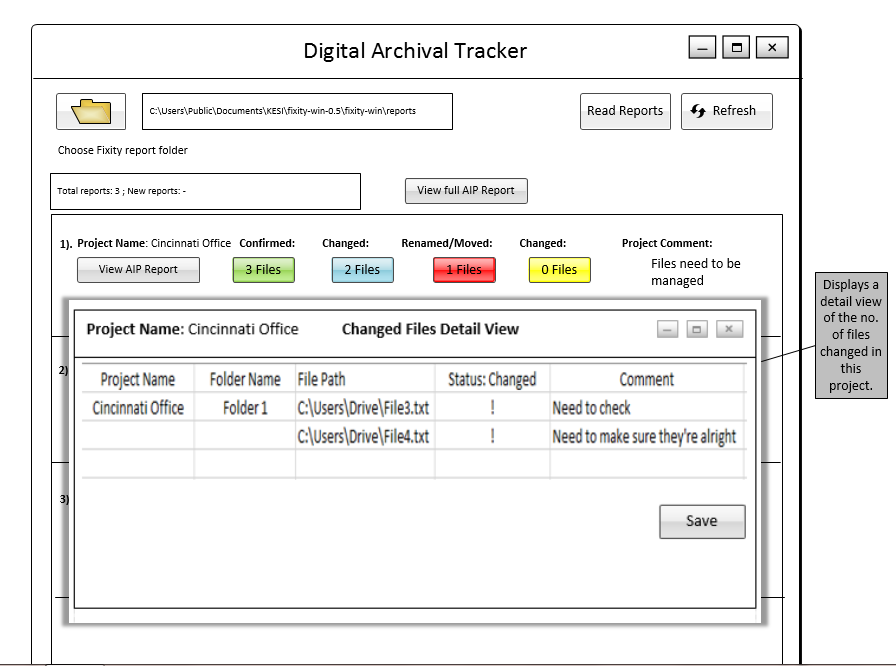 Digital Archival Tracker
C:\Users\Public\Documents\KESI\fixity-win-0.5\fixity-win\reports
Read Reports
Refresh
Choose Fixity report folder
Total reports: 3 ; New reports: -
View full AIP Report
1). Project Name: Cincinnati Office Confirmed: Changed: Renamed/Moved: Changed: Project Comment:
View AIP Report 3 Files 2 Files 1 Files 0 Files Files need to be
managed
Project Name: Cincinnati Office Changed Files Detail View
2)
Project Name Folder Name File Path Status: Changed Comment
Cincinnati Office Folder 1 C:\Users\Drive\File3.txt ! Need to check
C:\Users\Drive\File4.txt ! Need to make sure they're alright
3)
Save
Displays a
detail view
of the no.
of files
changed in
this
project.